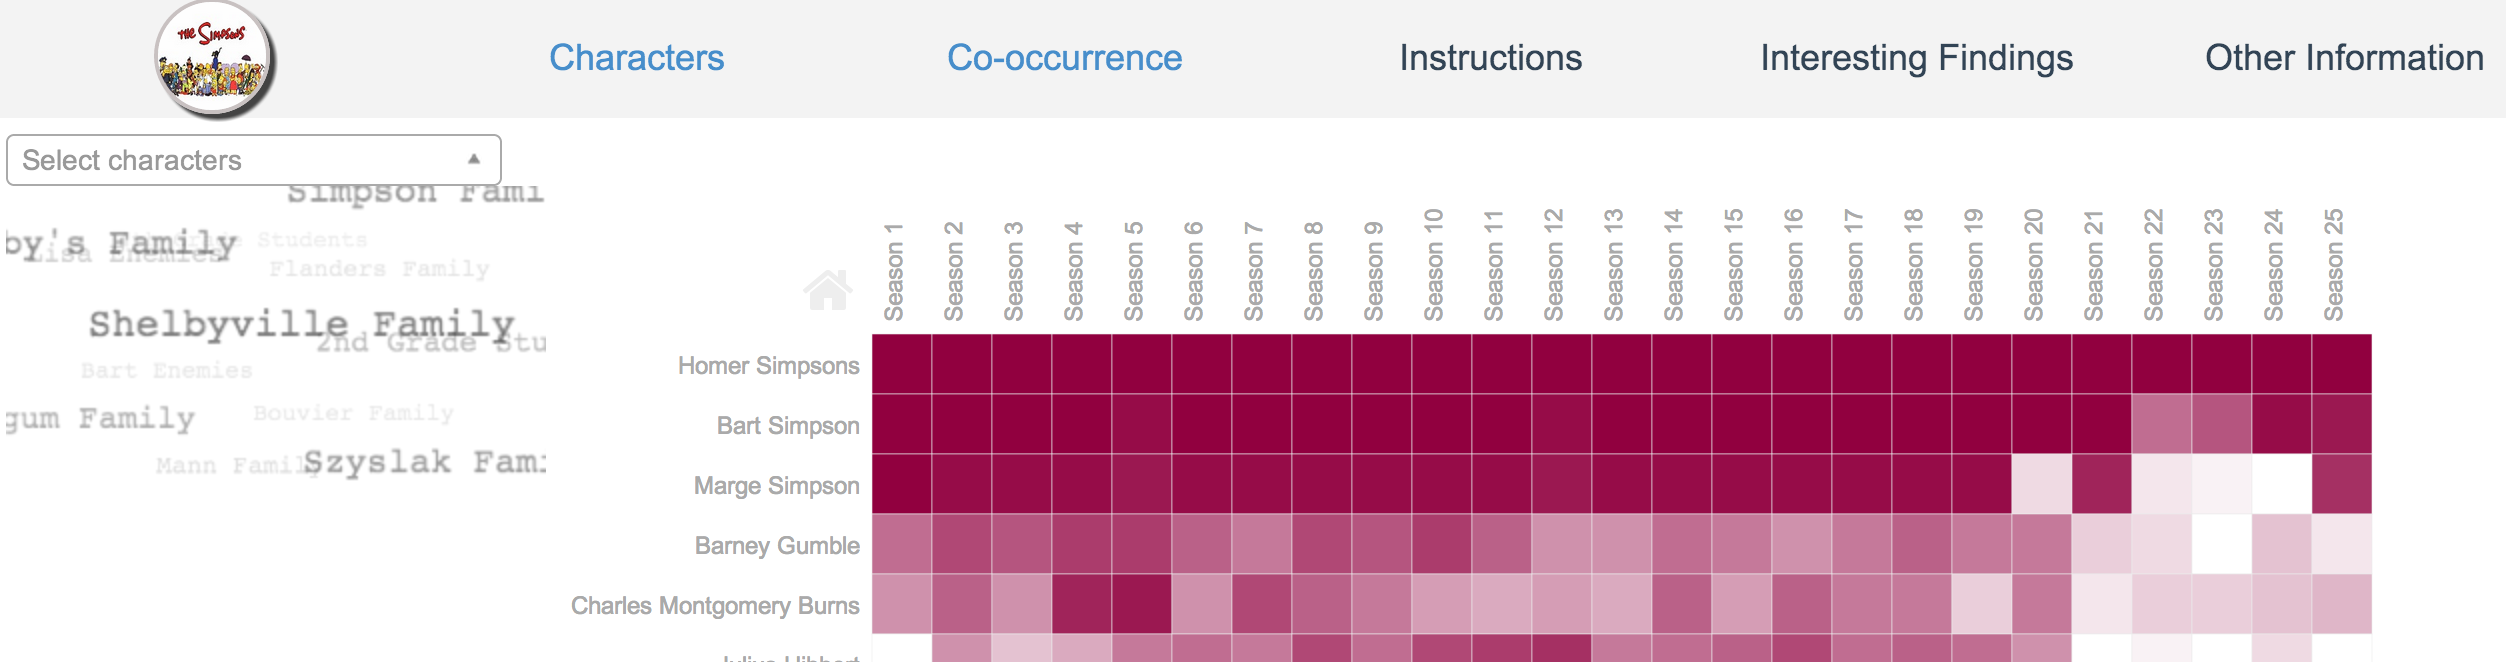 THE SIMPSONS
Characters
Co-occurrence
Instructions
Interesting Findings
Other Information
Select characters
Simpson Fami
by's Family
Grade Students
Lisa Enemies
Flanders Family
Shelbyville Family
2nd Grade Stu
Bart Enemies
gum Family
Bouvier Family
Mann Family
Szyslak Fami
Season 1
Season 2
Season 3
Season 4
Season 5
Season 6
Season 7
Season 8
Season 9
Season 10
Season 11
Season 12
Season 13
Season 14
Season 15
Season 16
Season 17
Season 18
Season 19
Season 20
Season 21
Season 22
Season 23
Season 24
Season 25
Homer Simpsons
Bart Simpson
Marge Simpson
Barney Gumble
Charles Montgomery Burns
Julius Hibbert